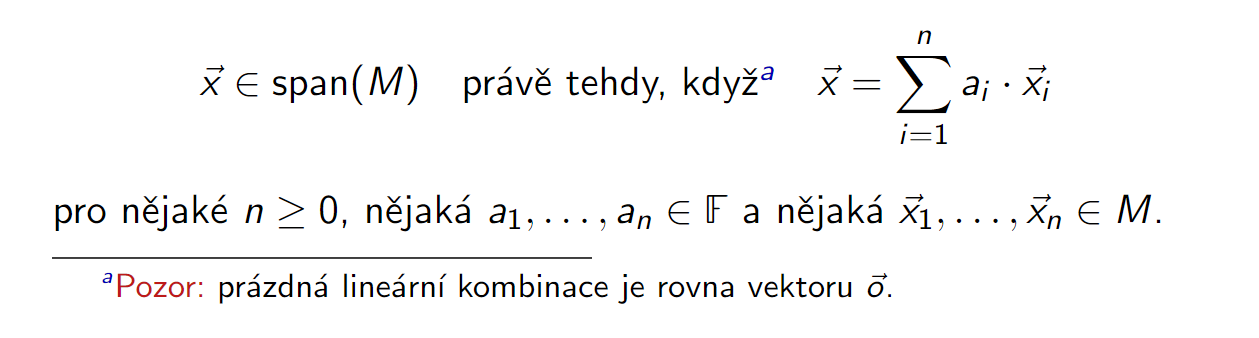 $\vec{x} \in \text{span}(M)$ právě tehdy, když$^a$ $\vec{x} = \sum_{i=1}^{n} a_i \cdot \vec{x}_i$
pro nějaké $n \geq 0$, nějaká $a_1, \ldots, a_n \in \mathbb{F}$ a nějaká $\vec{x}_1, \ldots, \vec{x}_n \in M$.
$^a$Pozor: prázdná lineární kombinace je rovna vektoru $\vec{o}$.